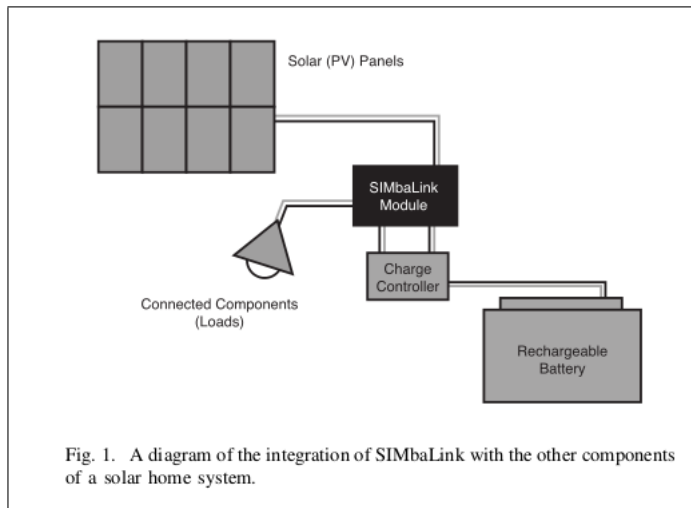 Solar (PV) Panels
SIMbaLink
Module
Charge
Controller
Connected Components
(Loads)
Rechargeable
Battery
Fig. 1. A diagram of the integration of SIMbaLink with the other components
of a solar home system.